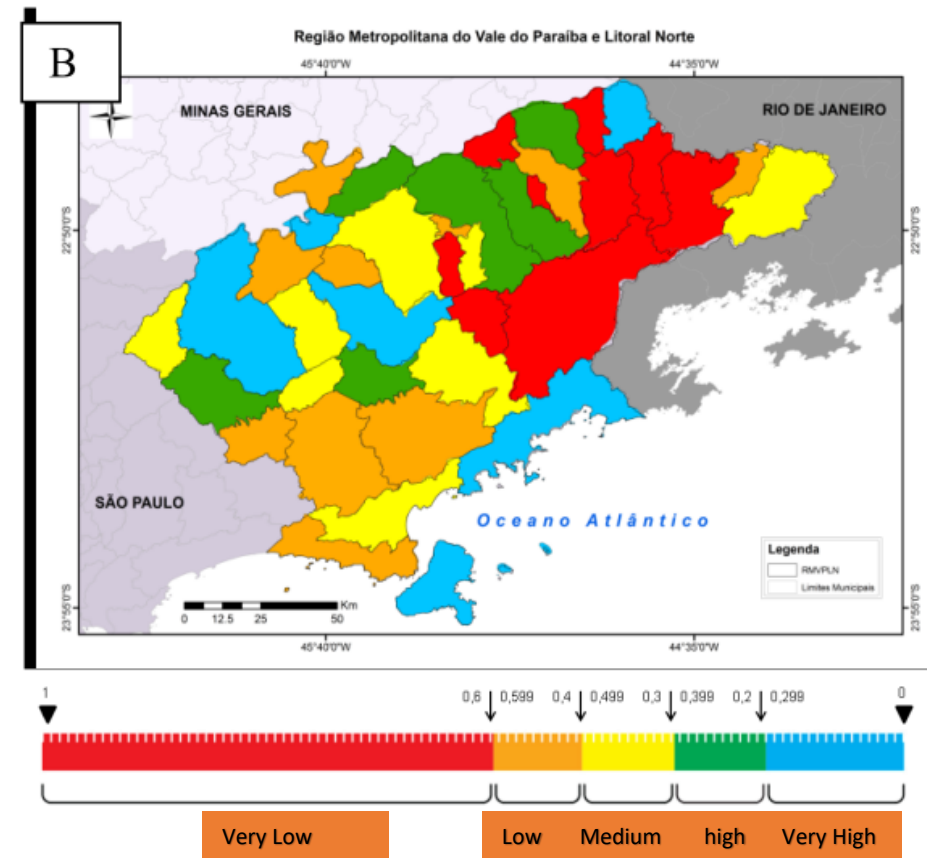 B
Região Metropolitana do Vale do Paraíba e Litoral Norte
45°40'0"W 44°35'0"W
MINAS GERAIS
RIO DE JANEIRO
22°50'0"S 22°50'0"S
SÃO PAULO
Oceano Atlântico
Legenda
RMVPLN
Limites Municipais
Km
0 12.5 25 50
23°55'0"S 23°55'0"S
45°40'0"W 44°35'0"W
1 0,6 0,599 0,4 0,499 0,3 0,399 0,2 0,299 0
Very Low Low Medium high Very High